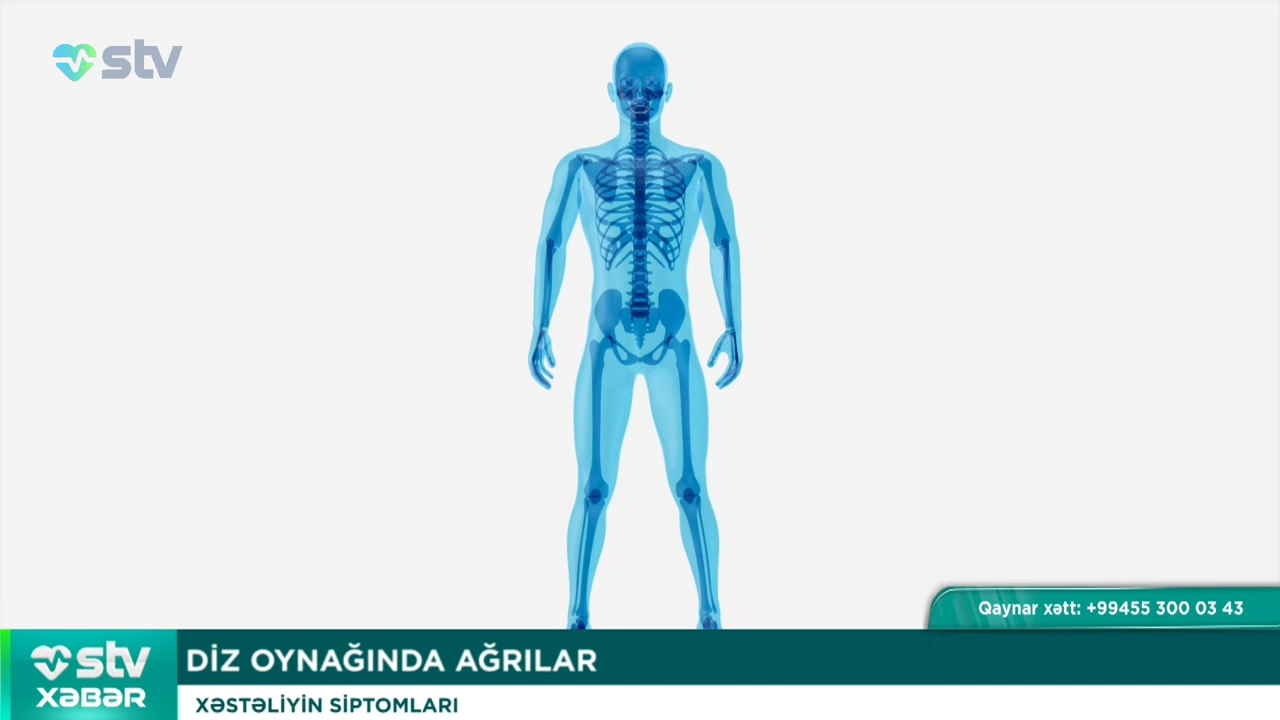 stv
Qaynar xətt: +99455 300 03 43
stv
XƏBƏR
DİZ OYNAĞINDA AĞRILAR
XƏSTƏLİYİN SİPTOMLARI